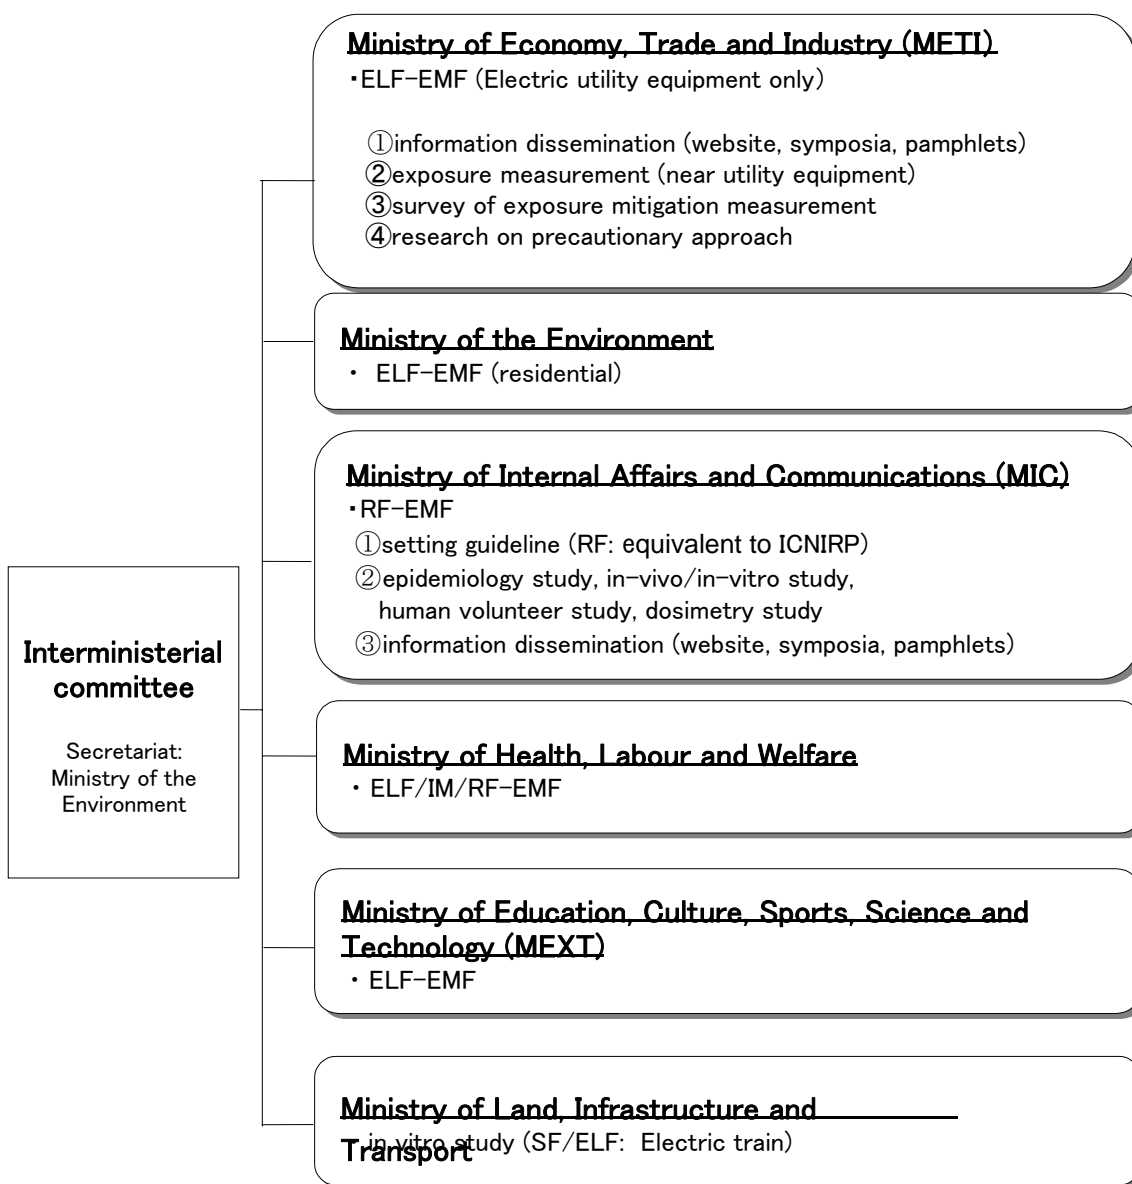 Ministry of Economy, Trade and Industry (METI)
・ELF-EMF (Electric utility equipment only)
①information dissemination (website, symposia, pamphlets)
②exposure measurement (near utility equipment)
③survey of exposure mitigation measurement
④research on precautionary approach
Ministry of the Environment
・ ELF-EMF (residential)
Ministry of Internal Affairs and Communications (MIC)
・RF-EMF
①setting guideline (RF: equivalent to ICNIRP)
②epidemiology study, in-vivo/in-vitro study,
human volunteer study, dosimetry study
③information dissemination (website, symposia, pamphlets)
Interministerial
committee
Secretariat:
Ministry of the
Environment
Ministry of Health, Labour and Welfare
・ ELF/IM/RF-EMF
Ministry of Education, Culture, Sports, Science and
Technology (MEXT)
・ ELF-EMF
Ministry of Land, Infrastructure and
Transport
in vitro study (SF/ELF: Electric train)